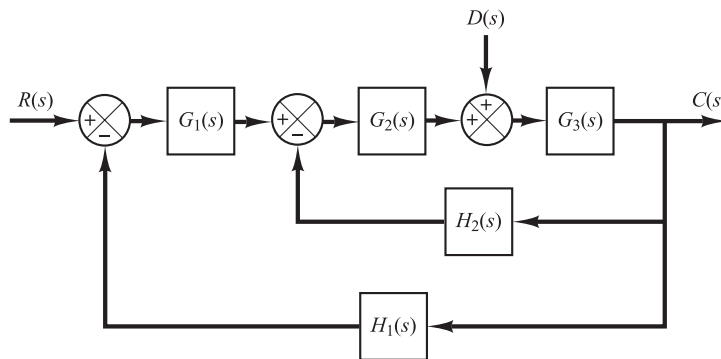 D(s)
R(s)
+
−
G₁(s)
+
−
G₂(s)
+
+
G₃(s)
C(s
H₂(s)
H₁(s)